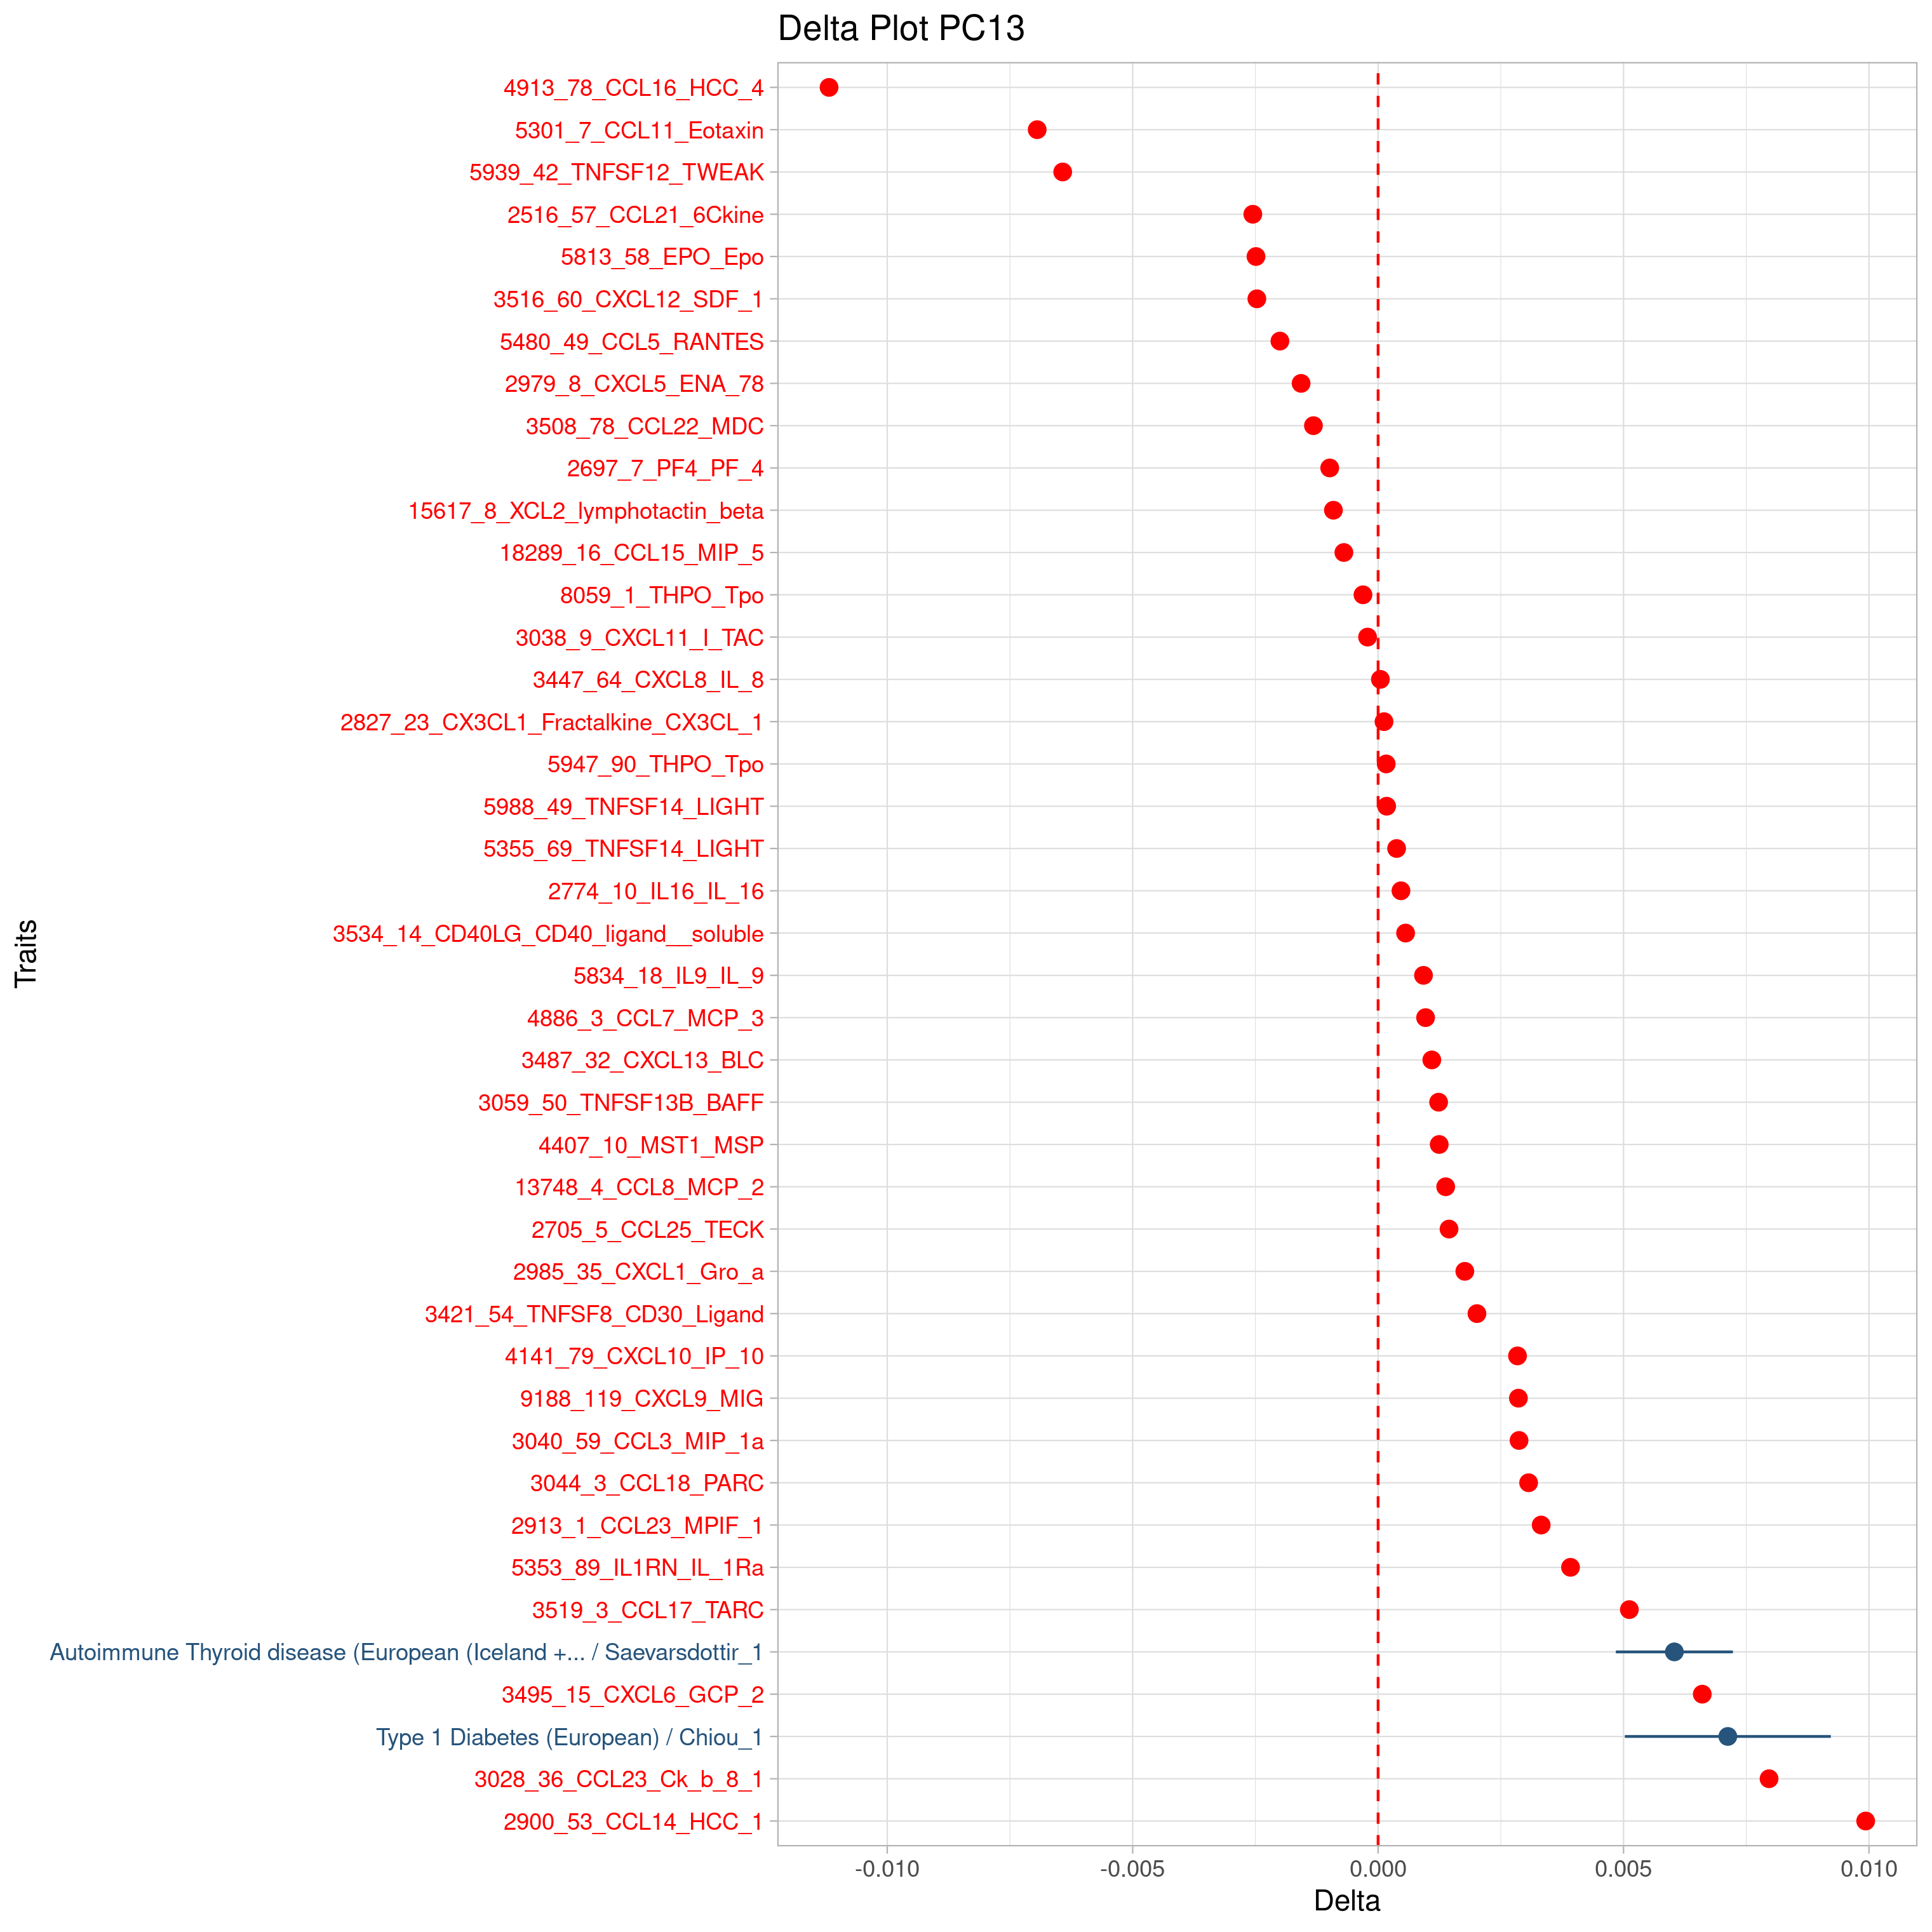 Delta Plot PC13
4913_78_CCL16_HCC_4
5301_7_CCL11_Eotaxin
5939_42_TNFSF12_TWEAK
2516_57_CCL21_6Ckine
5813_58_EPO_Epo
3516_60_CXCL12_SDF_1
5480_49_CCL5_RANTES
2979_8_CXCL5_ENA_78
3508_78_CCL22_MDC
2697_7_PF4_PF_4
15617_8_XCL2_lymphotactin_beta
18289_16_CCL15_MIP_5
8059_1_THPO_Tpo
3038_9_CXCL11_I_TAC
3447_64_CXCL8_IL_8
2827_23_CX3CL1_Fractalkine_CX3CL_1
5947_90_THPO_Tpo
5988_49_TNFSF14_LIGHT
5355_69_TNFSF14_LIGHT
2774_10_IL16_IL_16
3534_14_CD40LG_CD40_ligand__soluble
5834_18_IL9_IL_9
4886_3_CCL7_MCP_3
3487_32_CXCL13_BLC
3059_50_TNFSF13B_BAFF
4407_10_MST1_MSP
13748_4_CCL8_MCP_2
2705_5_CCL25_TECK
2985_35_CXCL1_Gro_a
3421_54_TNFSF8_CD30_Ligand
4141_79_CXCL10_IP_10
9188_119_CXCL9_MIG
3040_59_CCL3_MIP_1a
3044_3_CCL18_PARC
2913_1_CCL23_MPIF_1
5353_89_IL1RN_IL_1Ra
3519_3_CCL17_TARC
Autoimmune Thyroid disease (European (Iceland +... / Saevarsdottir_1
3495_15_CXCL6_GCP_2
Type 1 Diabetes (European) / Chiou_1
3028_36_CCL23_Ck_b_8_1
2900_53_CCL14_HCC_1
Traits
-0.010 -0.005 0.000 0.005 0.010
Delta